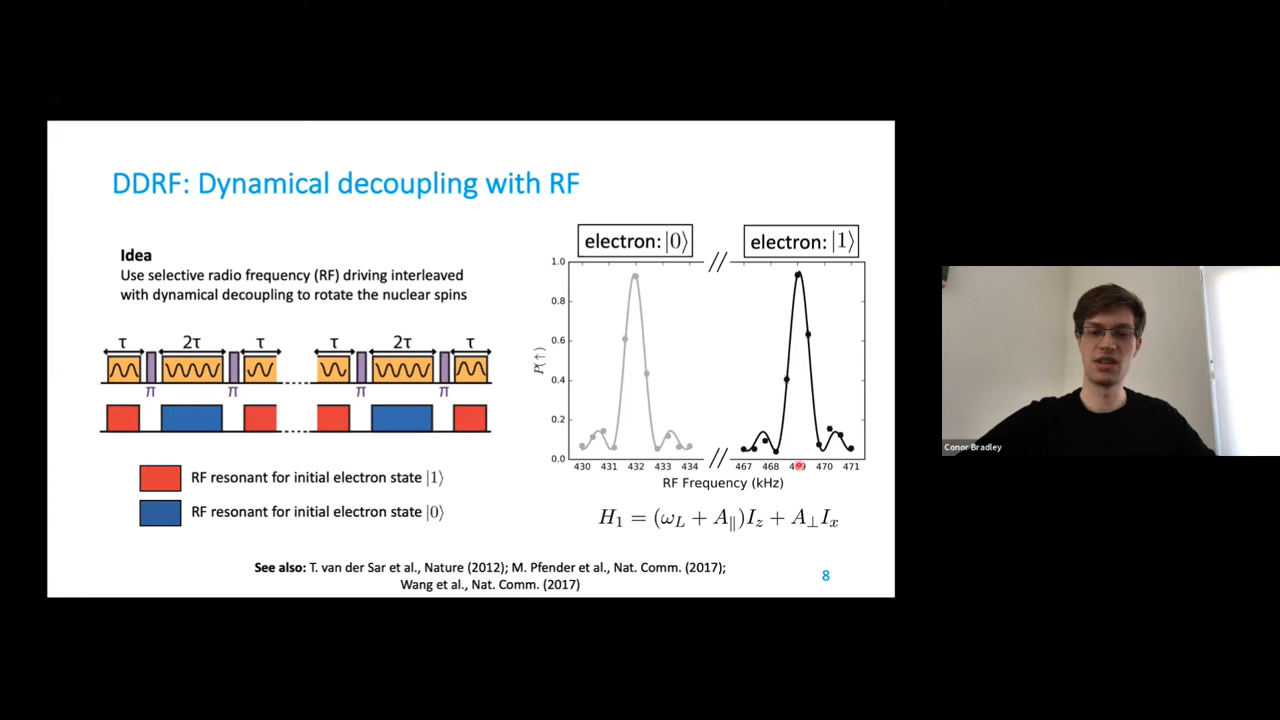 DDRF: Dynamical decoupling with RF
Idea
Use selective radio frequency (RF) driving interleaved
with dynamical decoupling to rotate the nuclear spins
τ 2τ τ τ 2τ τ
π π π π
RF resonant for initial electron state |1⟩
RF resonant for initial electron state |0⟩
electron: |0⟩ electron: |1⟩
1.0
0.8
0.6
0.4
0.2
0.0
P(↑)
430 431 432 433 434 467 468 469 470 471
RF Frequency (kHz)
H₁ = (ω_L + A_∥)I_z + A_⊥I_x
See also: T. van der Sar et al., Nature (2012); M. Pfender et al., Nat. Comm. (2017);
Wang et al., Nat. Comm. (2017)
8
Conor Bradley